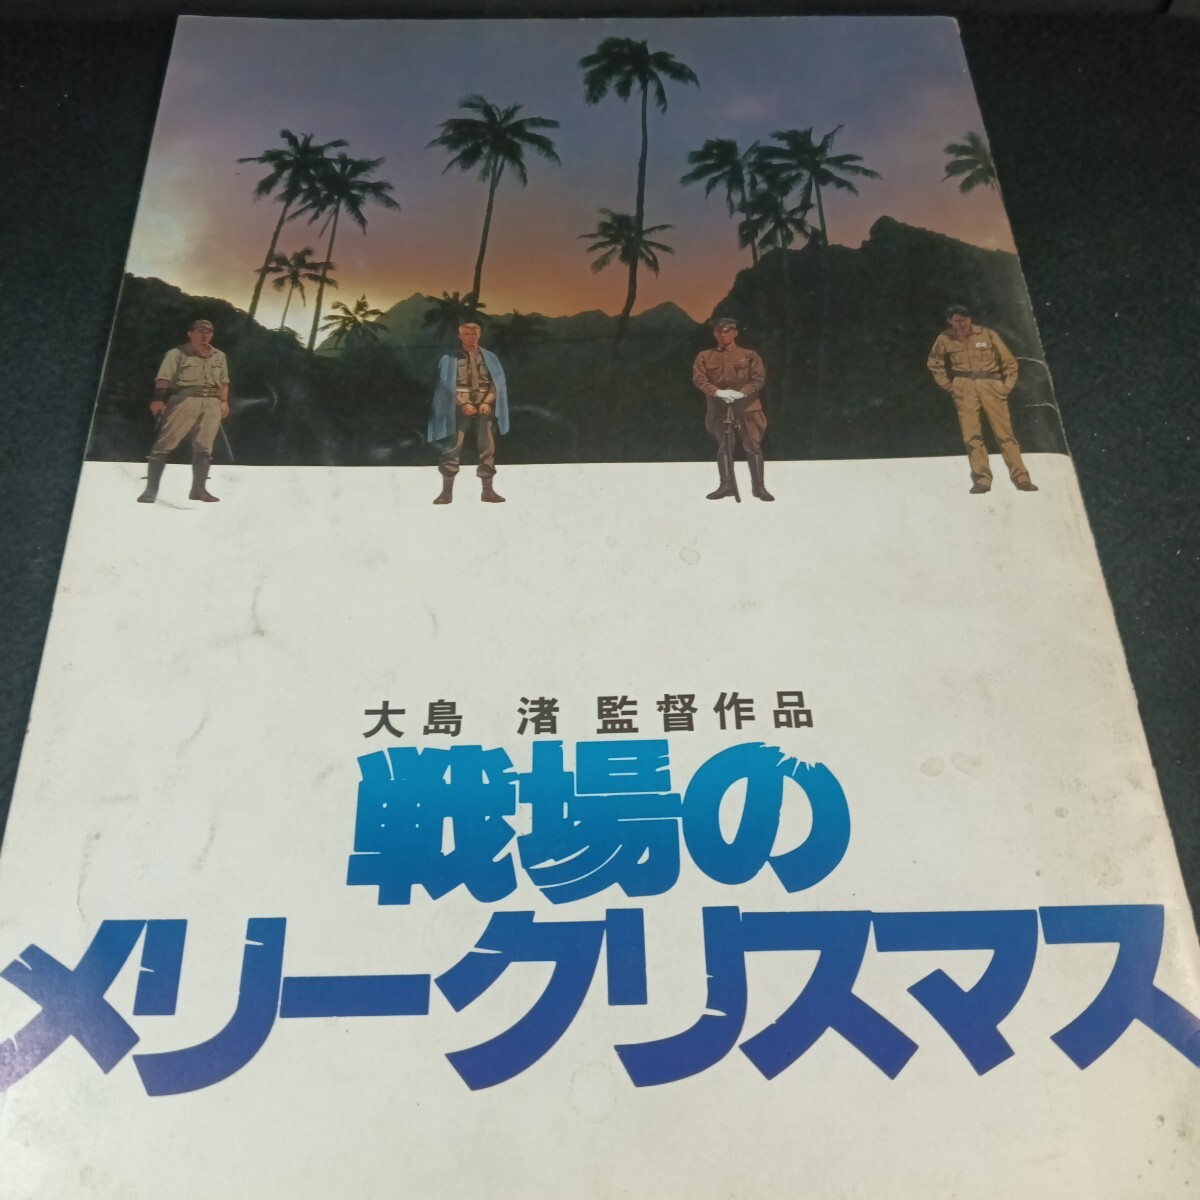 大島 渚 監督作品
戦場の
メリークリスマス